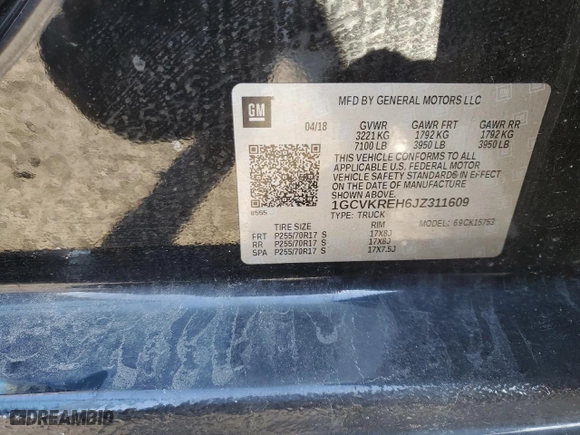 GM
MFD BY GENERAL MOTORS LLC
04/18 GVWR GAWR FRT GAWR RR
3221 KG 1792 KG 1792 KG
7100 LB 3950 LB 3950 LB
THIS VEHICLE CONFORMS TO ALL
APPLICABLE U.S. FEDERAL MOTOR
VEHICLE SAFETY STANDARDS IN EFFECT
ON THE DATE OF MANUFACTURE
SHOWN ABOVE.
1GCVKREH6JZ311609
TYPE: TRUCK MODEL:
TIRE SIZE RIM
FRT P255/70R17 S 17X8J
RR P255/70R17 S 17X8J
SPA P255/70R17 S 17X7.5J
DREAMBID